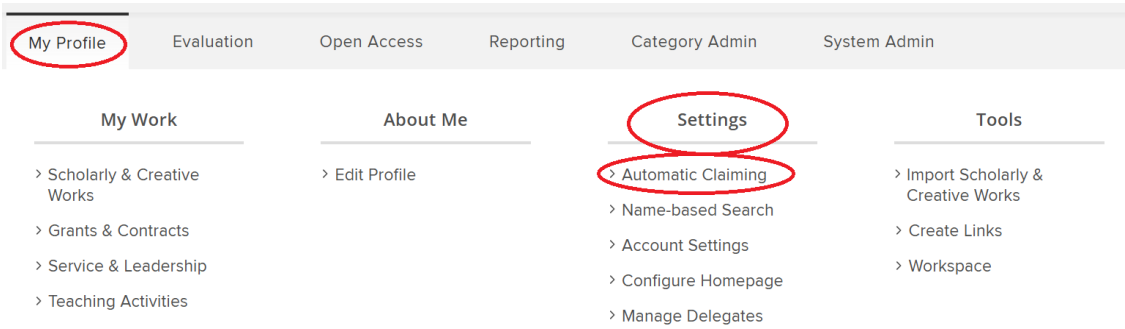 My Profile Evaluation Open Access Reporting Category Admin System Admin
My Work
> Scholarly & Creative
Works
> Grants & Contracts
> Service & Leadership
> Teaching Activities
About Me
> Edit Profile
Settings
> Automatic Claiming
> Name-based Search
> Account Settings
> Configure Homepage
> Manage Delegates
Tools
> Import Scholarly &
Creative Works
> Create Links
> Workspace